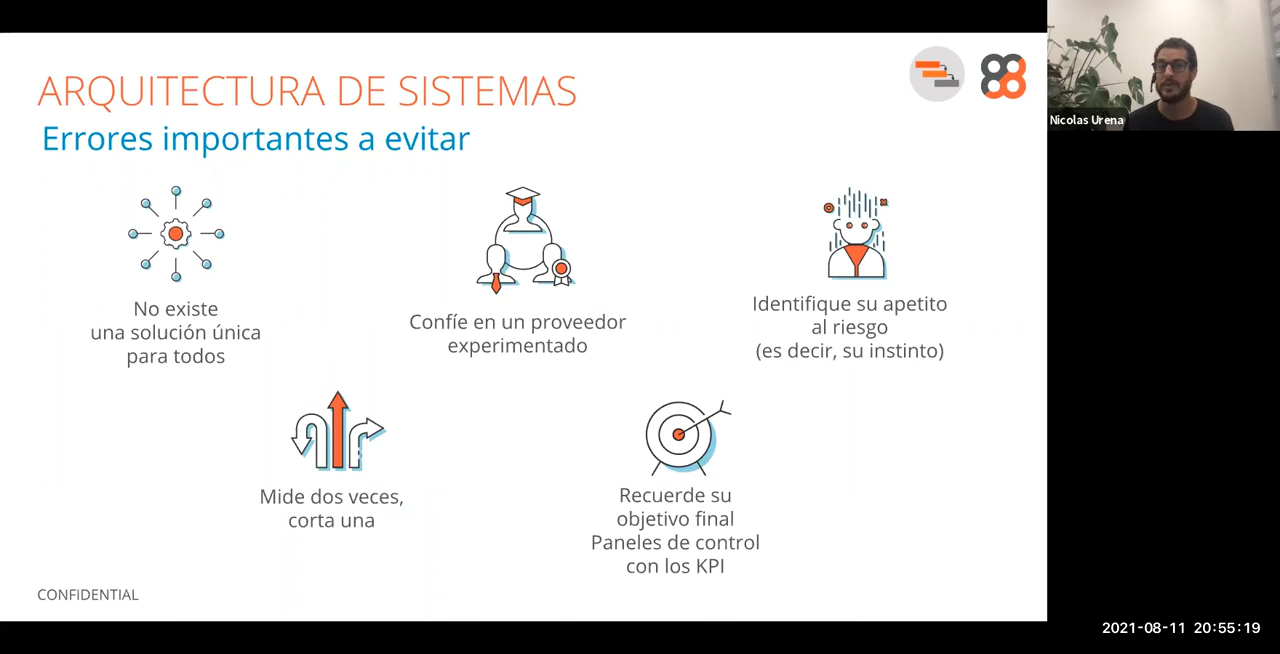 ARQUITECTURA DE SISTEMAS
Errores importantes a evitar
Nicolas Urena
No existe
una solución única
para todos
Confíe en un proveedor
experimentado
Identifique su apetito
al riesgo
(es decir, su instinto)
Mide dos veces,
corta una
Recuerde su
objetivo final
Paneles de control
con los KPI
CONFIDENTIAL
2021-08-11 20:55:19